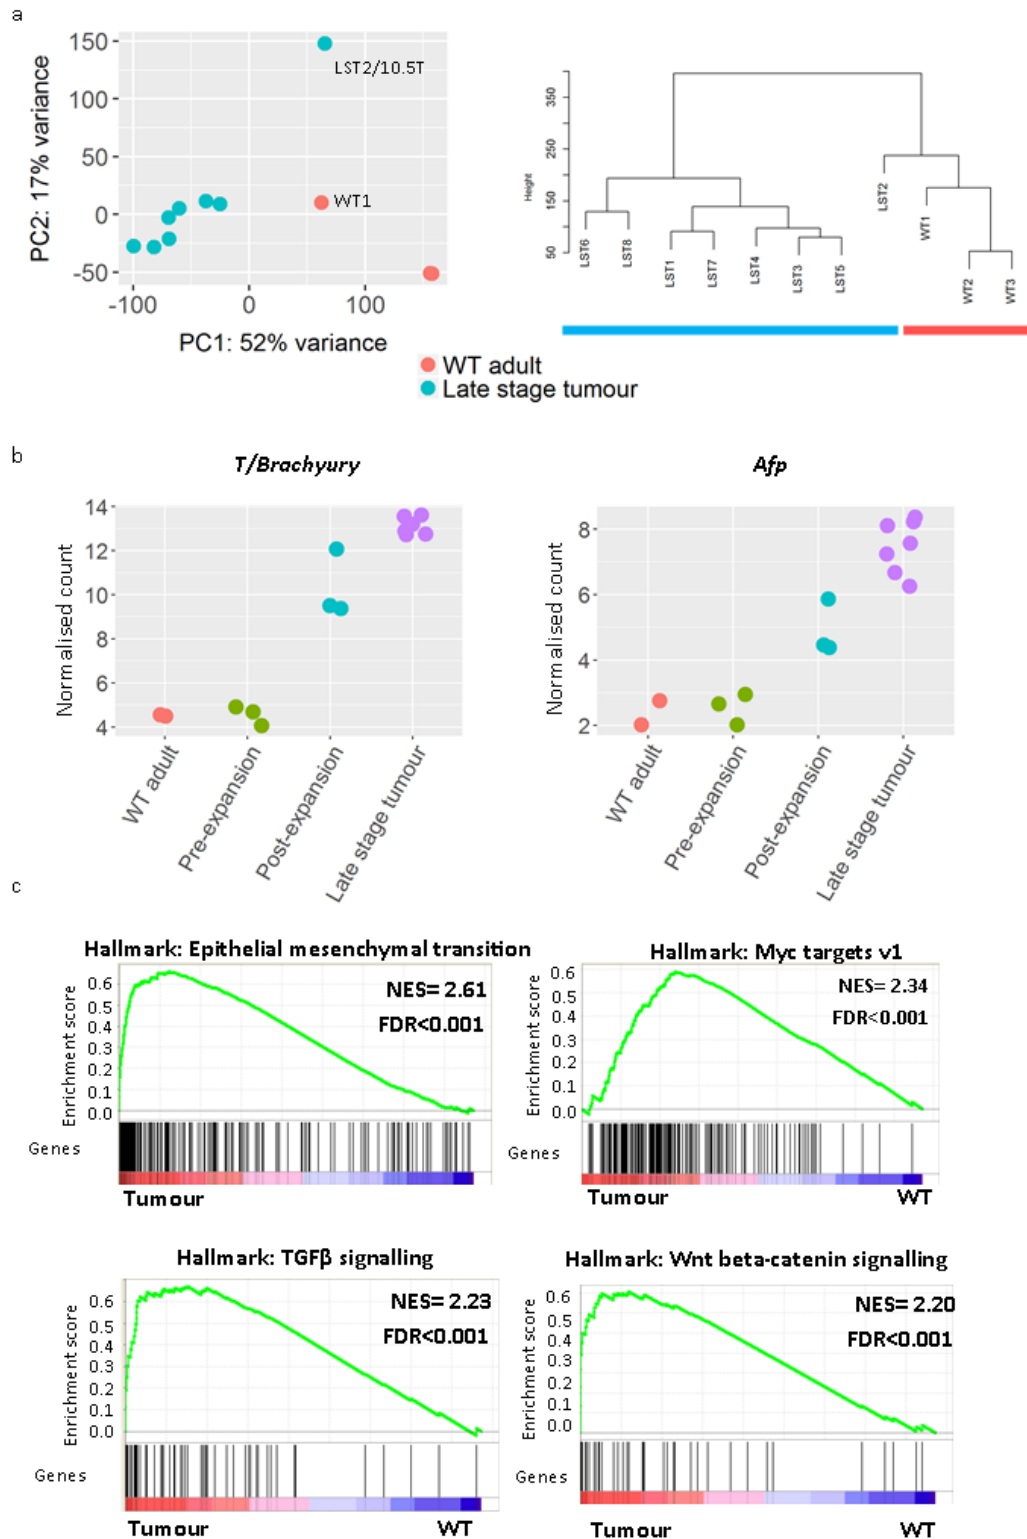 a
150
100
50
0
-50
-100
0
100
PC2: 17% variance
PC1: 52% variance
LST2/10.5T
WT1
WT adult
Late stage tumour
350
250
150
50
Height
LST6
LST8
LST1
LST7
LST4
LST3
LST5
LST2
WT1
WT2
WT3
b
T/Brachyury
14
12
10
8
6
4
Normalised count
WT adult
Pre-expansion
Post-expansion
Late stage tumour
Afp
8
6
4
2
Normalised count
WT adult
Pre-expansion
Post-expansion
Late stage tumour
c
Hallmark: Epithelial mesenchymal transition
NES= 2.61
FDR<0.001
0.6
0.5
0.4
0.3
0.2
0.1
0.0
Enrichment score
Genes
Tumour
Hallmark: Myc targets v1
NES= 2.34
FDR<0.001
0.6
0.5
0.4
0.3
0.2
0.1
0.0
Enrichment score
Genes
Tumour WT
Hallmark: TGFβ signalling
NES= 2.23
FDR<0.001
0.6
0.5
0.4
0.3
0.2
0.1
0.0
Enrichment score
Genes
Tumour WT
Hallmark: Wnt beta-catenin signalling
NES= 2.20
FDR<0.001
0.6
0.5
0.4
0.3
0.2
0.1
0.0
Enrichment score
Genes
Tumour WT